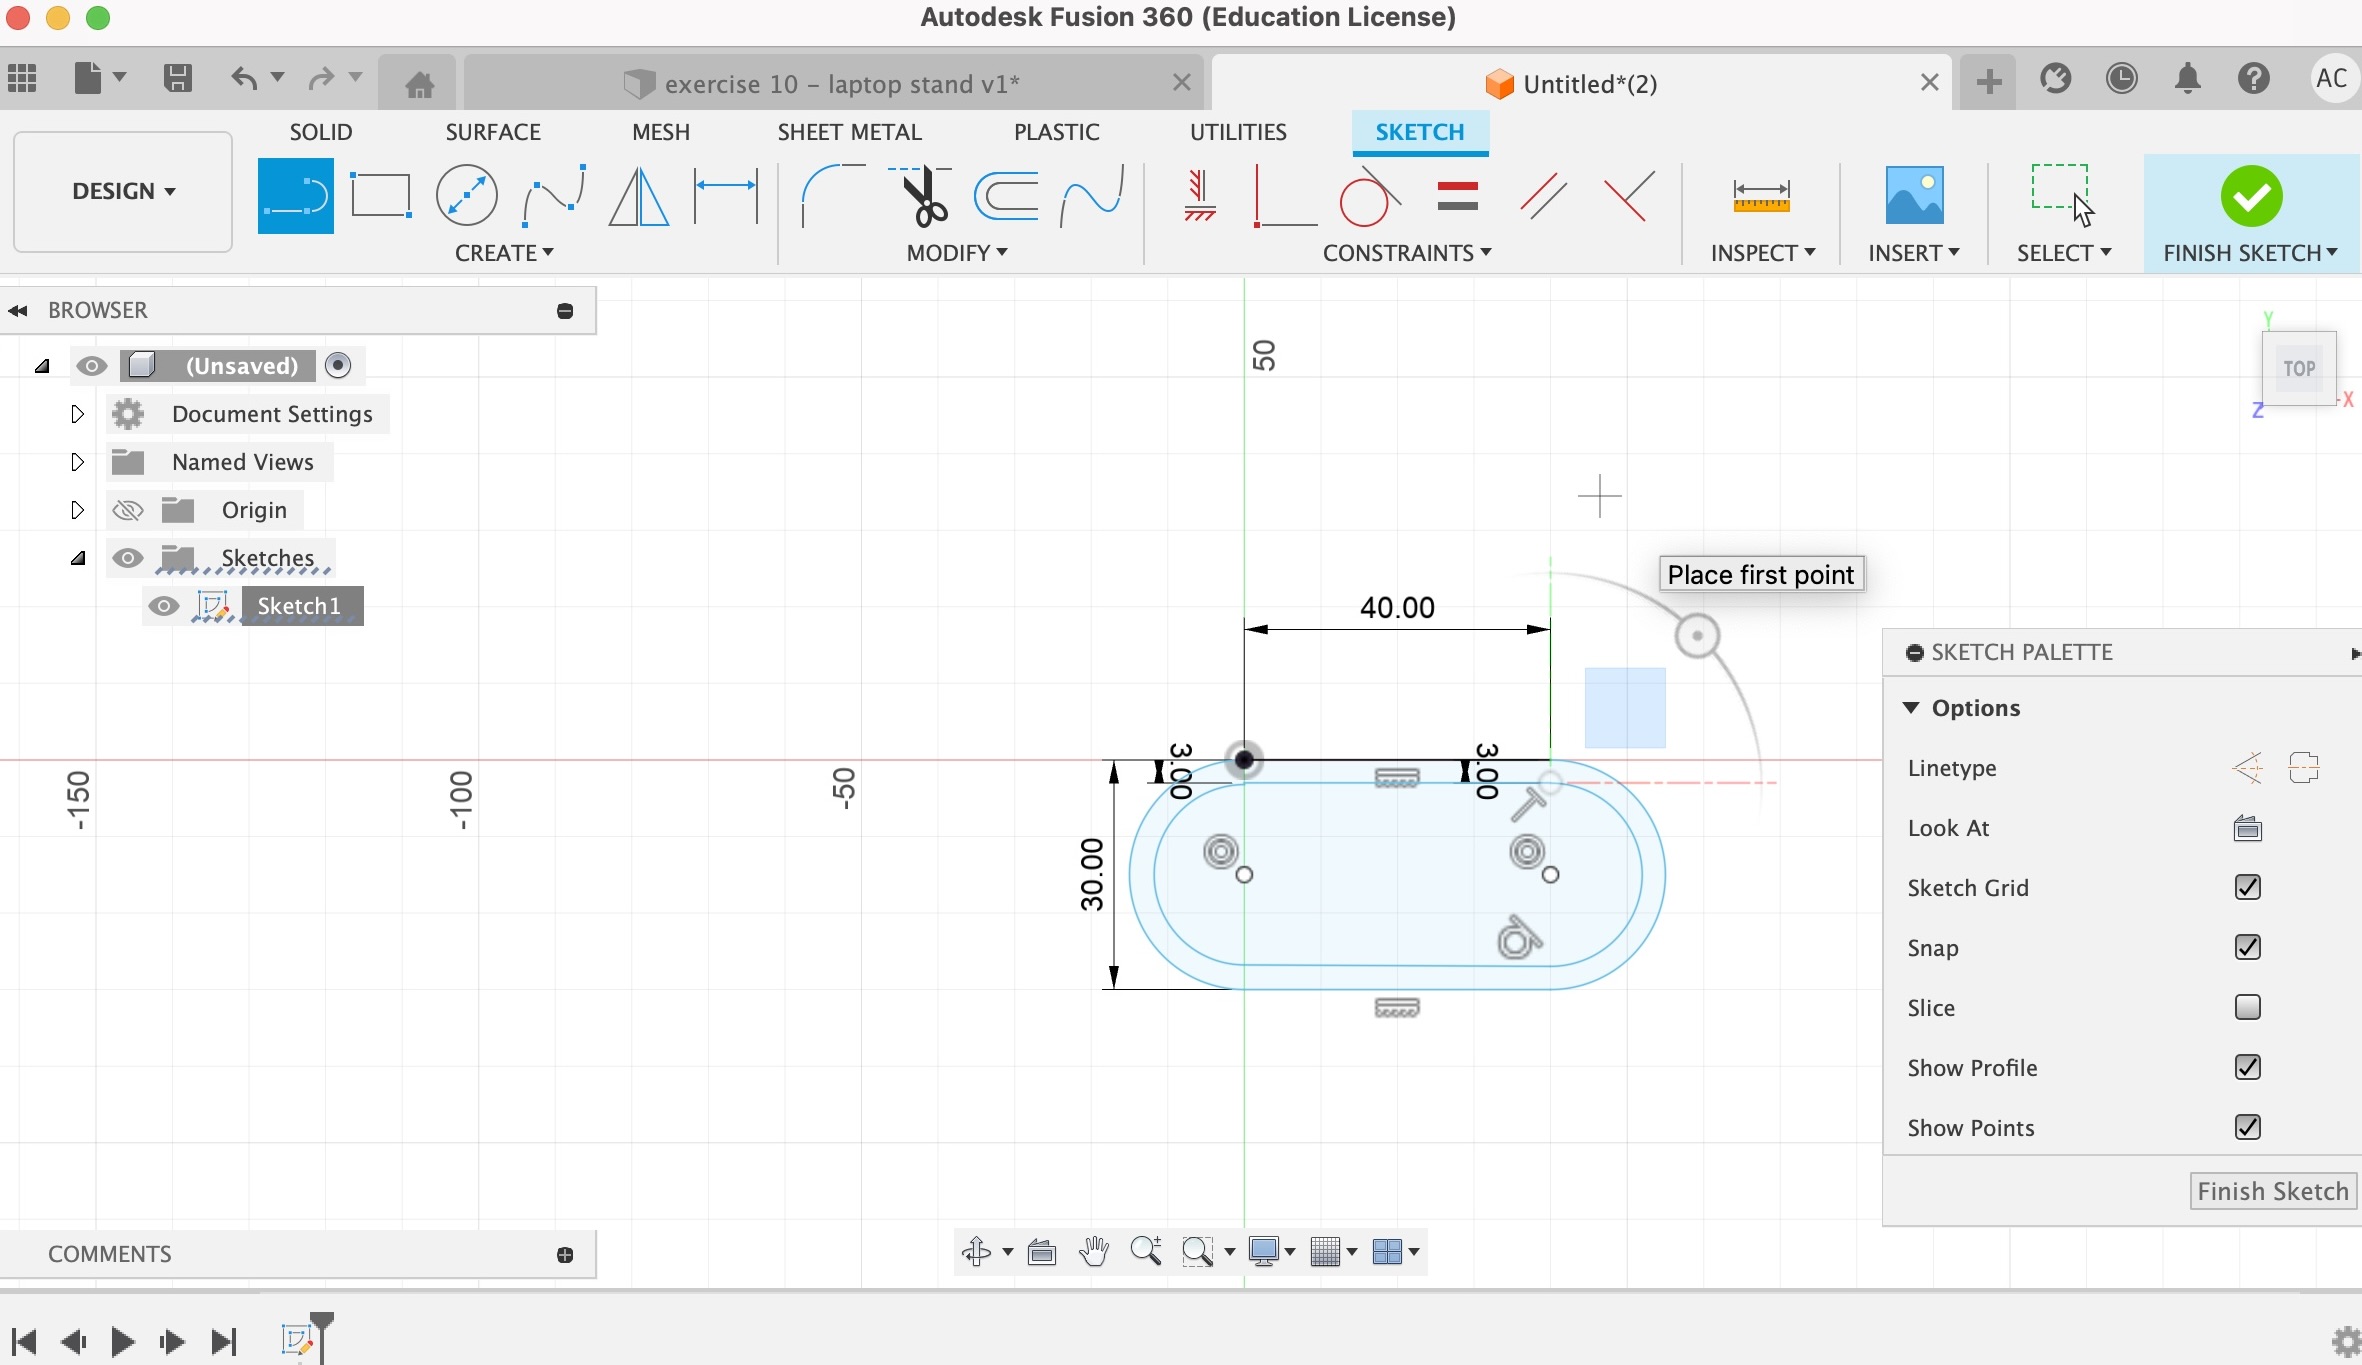 Autodesk Fusion 360 (Education License)
exercise 10 – laptop stand v1*
Untitled*(2)
AC
DESIGN
SOLID
SURFACE
MESH
SHEET METAL
PLASTIC
UTILITIES
SKETCH
CREATE
MODIFY
CONSTRAINTS
INSPECT
INSERT
SELECT
FINISH SKETCH
BROWSER
(Unsaved)
Document Settings
Named Views
Origin
Sketches
Sketch1
50
Y
TOP
X
Z
Place first point
40.00
3.00
3.00
30.00
-150
-100
-50
SKETCH PALETTE
Options
Linetype
Look At
Sketch Grid
Snap
Slice
Show Profile
Show Points
Finish Sketch
COMMENTS